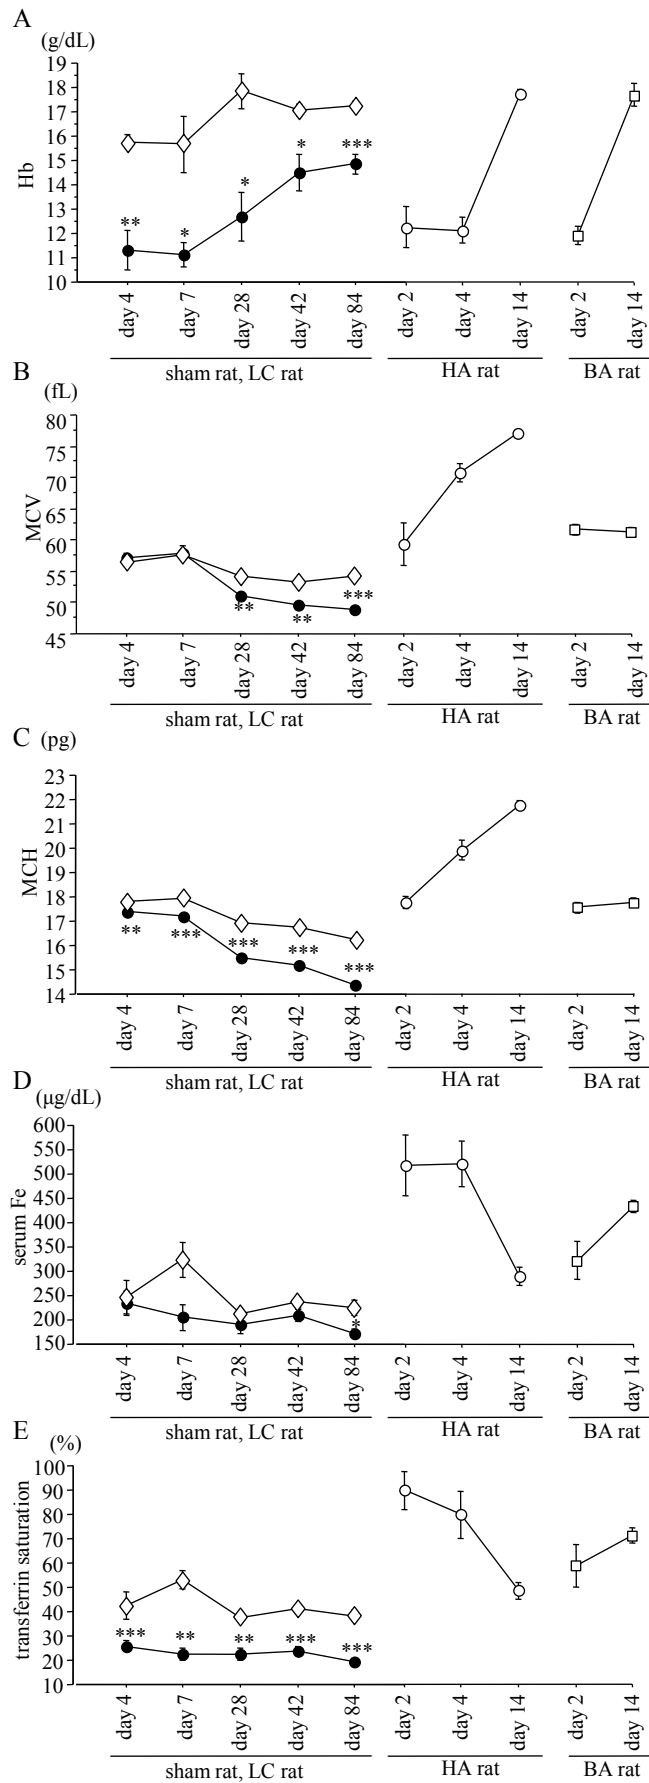 A
(g/dL)
19
18
17
16
15
14
13
12
11
10
Hb
** * * * ***
day 4 day 7 day 28 day 42 day 84 day 2 day 4 day 14 day 2 day 14
sham rat, LC rat HA rat BA rat
B
(fL)
80
75
70
65
60
55
50
45
MCV
** ** ***
day 4 day 7 day 28 day 42 day 84 day 2 day 4 day 14 day 2 day 14
sham rat, LC rat HA rat BA rat
C (pg)
23
22
21
20
19
18
17
16
15
14
MCH
** *** *** *** ***
day 4 day 7 day 28 day 42 day 84 day 2 day 4 day 14 day 2 day 14
sham rat, LC rat HA rat BA rat
D
(μg/dL)
600
550
500
450
400
350
300
250
200
150
serum Fe
*
day 4 day 7 day 28 day 42 day 84 day 2 day 4 day 14 day 2 day 14
sham rat, LC rat HA rat BA rat
E (%)
100
90
80
70
60
50
40
30
20
10
transferrin saturation
*** ** ** *** ***
day 4 day 7 day 28 day 42 day 84 day 2 day 4 day 14 day 2 day 14
sham rat, LC rat HA rat BA rat